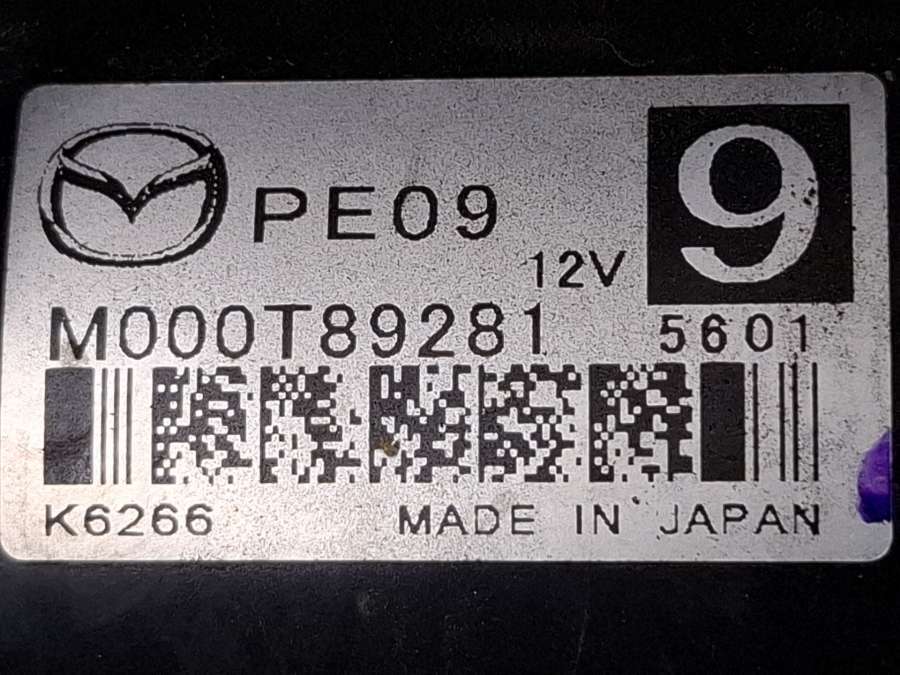 PE09
9
12V
M000T89281
5601
K6266
MADE IN JAPAN